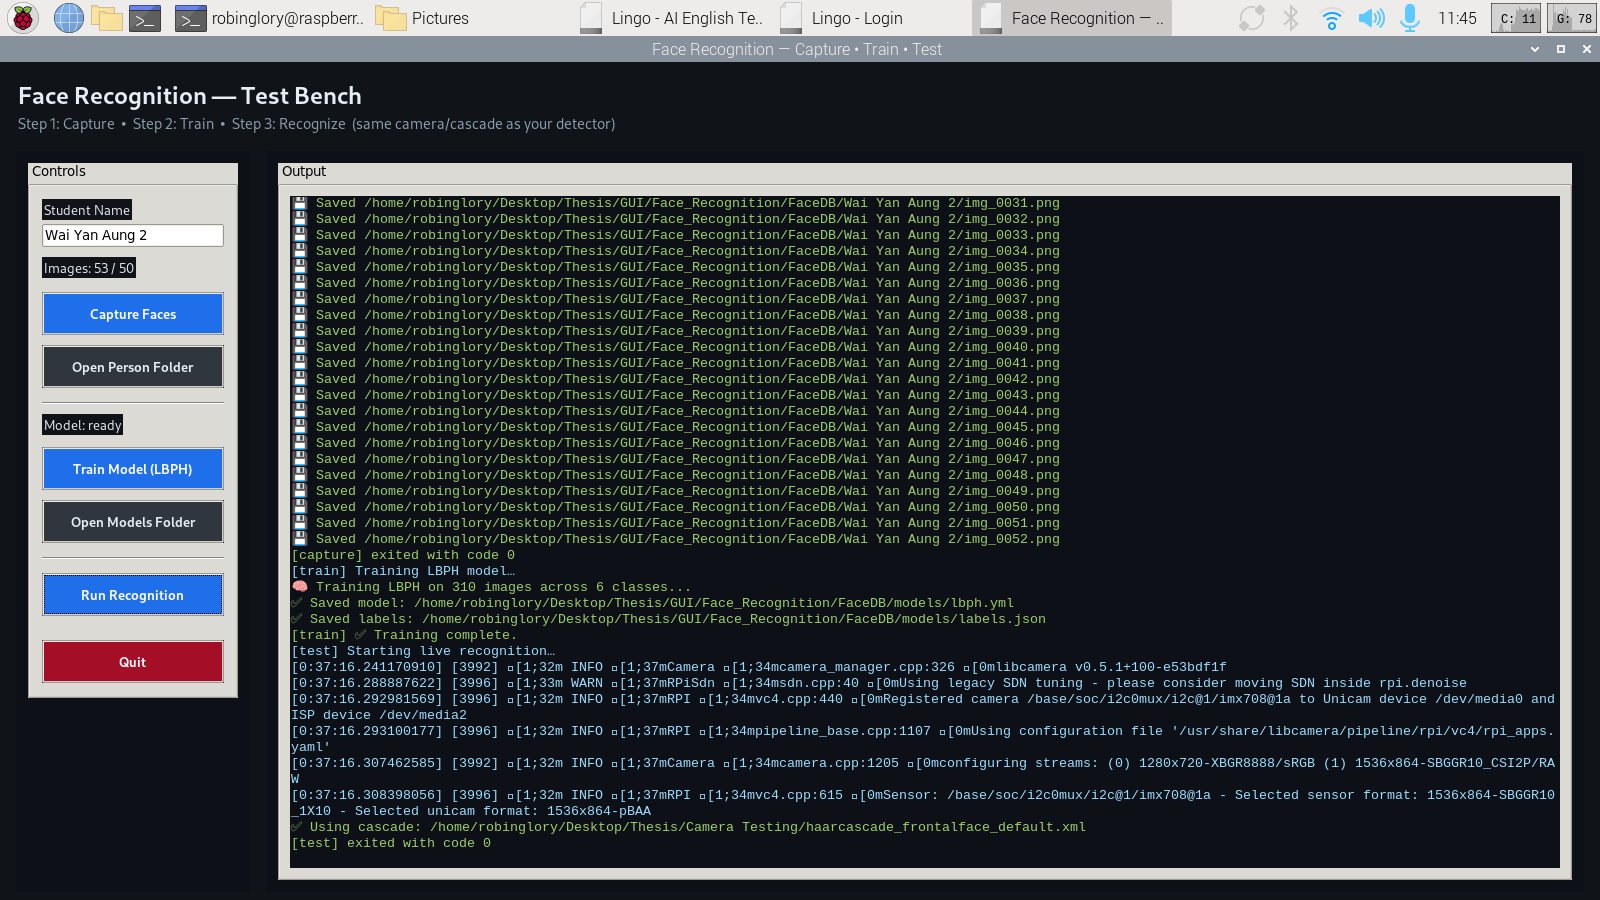 robinglory@raspberr..
Pictures
Lingo - AI English Te..
Lingo - Login
Face Recognition — ..
11:45
C: 11
G: 78
Face Recognition — Capture • Train • Test
Face Recognition — Test Bench
Step 1: Capture • Step 2: Train • Step 3: Recognize (same camera/cascade as your detector)
Controls
Student Name
Wai Yan Aung 2
Images: 53 / 50
Capture Faces
Open Person Folder
Model: ready
Train Model (LBPH)
Open Models Folder
Run Recognition
Quit
Output
Saved /home/robinglory/Desktop/Thesis/GUI/Face_Recognition/FaceDB/Wai Yan Aung 2/img_0031.png
Saved /home/robinglory/Desktop/Thesis/GUI/Face_Recognition/FaceDB/Wai Yan Aung 2/img_0032.png
Saved /home/robinglory/Desktop/Thesis/GUI/Face_Recognition/FaceDB/Wai Yan Aung 2/img_0033.png
Saved /home/robinglory/Desktop/Thesis/GUI/Face_Recognition/FaceDB/Wai Yan Aung 2/img_0034.png
Saved /home/robinglory/Desktop/Thesis/GUI/Face_Recognition/FaceDB/Wai Yan Aung 2/img_0035.png
Saved /home/robinglory/Desktop/Thesis/GUI/Face_Recognition/FaceDB/Wai Yan Aung 2/img_0036.png
Saved /home/robinglory/Desktop/Thesis/GUI/Face_Recognition/FaceDB/Wai Yan Aung 2/img_0037.png
Saved /home/robinglory/Desktop/Thesis/GUI/Face_Recognition/FaceDB/Wai Yan Aung 2/img_0038.png
Saved /home/robinglory/Desktop/Thesis/GUI/Face_Recognition/FaceDB/Wai Yan Aung 2/img_0039.png
Saved /home/robinglory/Desktop/Thesis/GUI/Face_Recognition/FaceDB/Wai Yan Aung 2/img_0040.png
Saved /home/robinglory/Desktop/Thesis/GUI/Face_Recognition/FaceDB/Wai Yan Aung 2/img_0041.png
Saved /home/robinglory/Desktop/Thesis/GUI/Face_Recognition/FaceDB/Wai Yan Aung 2/img_0042.png
Saved /home/robinglory/Desktop/Thesis/GUI/Face_Recognition/FaceDB/Wai Yan Aung 2/img_0043.png
Saved /home/robinglory/Desktop/Thesis/GUI/Face_Recognition/FaceDB/Wai Yan Aung 2/img_0044.png
Saved /home/robinglory/Desktop/Thesis/GUI/Face_Recognition/FaceDB/Wai Yan Aung 2/img_0045.png
Saved /home/robinglory/Desktop/Thesis/GUI/Face_Recognition/FaceDB/Wai Yan Aung 2/img_0046.png
Saved /home/robinglory/Desktop/Thesis/GUI/Face_Recognition/FaceDB/Wai Yan Aung 2/img_0047.png
Saved /home/robinglory/Desktop/Thesis/GUI/Face_Recognition/FaceDB/Wai Yan Aung 2/img_0048.png
Saved /home/robinglory/Desktop/Thesis/GUI/Face_Recognition/FaceDB/Wai Yan Aung 2/img_0049.png
Saved /home/robinglory/Desktop/Thesis/GUI/Face_Recognition/FaceDB/Wai Yan Aung 2/img_0050.png
Saved /home/robinglory/Desktop/Thesis/GUI/Face_Recognition/FaceDB/Wai Yan Aung 2/img_0051.png
Saved /home/robinglory/Desktop/Thesis/GUI/Face_Recognition/FaceDB/Wai Yan Aung 2/img_0052.png
[capture] exited with code 0
[train] Training LBPH model…
🧠 Training LBPH on 310 images across 6 classes...
✅ Saved model: /home/robinglory/Desktop/Thesis/GUI/Face_Recognition/FaceDB/models/lbph.yml
✅ Saved labels: /home/robinglory/Desktop/Thesis/GUI/Face_Recognition/FaceDB/models/labels.json
[train] ✅ Training complete.
[test] Starting live recognition…
[0:37:16.241170910] [3992] [1;32m INFO [1;37mCamera [1;34mcamera_manager.cpp:326 [0mlibcamera v0.5.1+100-e53bdf1f
[0:37:16.288887622] [3996] [1;33m WARN [1;37mRPiSdn [1;34msdn.cpp:40 [0mUsing legacy SDN tuning - please consider moving SDN inside rpi.denoise
[0:37:16.292981569] [3996] [1;32m INFO [1;37mRPI [1;34mvc4.cpp:440 [0mRegistered camera /base/soc/i2c0mux/i2c@1/imx708@1a to Unicam device /dev/media0 and
ISP device /dev/media2
[0:37:16.293100177] [3996] [1;32m INFO [1;37mRPI [1;34mpipeline_base.cpp:1107 [0mUsing configuration file '/usr/share/libcamera/pipeline/rpi/vc4/rpi_apps.
yaml'
[0:37:16.307462585] [3992] [1;32m INFO [1;37mCamera [1;34mcamera.cpp:1205 [0mconfiguring streams: (0) 1280x720-XBGR8888/sRGB (1) 1536x864-SBGGR10_CSI2P/RA
W
[0:37:16.308398056] [3996] [1;32m INFO [1;37mRPI [1;34mvc4.cpp:615 [0mSensor: /base/soc/i2c0mux/i2c@1/imx708@1a - Selected sensor format: 1536x864-SBGGR10
_1X10 - Selected unicam format: 1536x864-pBAA
✅ Using cascade: /home/robinglory/Desktop/Thesis/Camera Testing/haarcascade_frontalface_default.xml
[test] exited with code 0